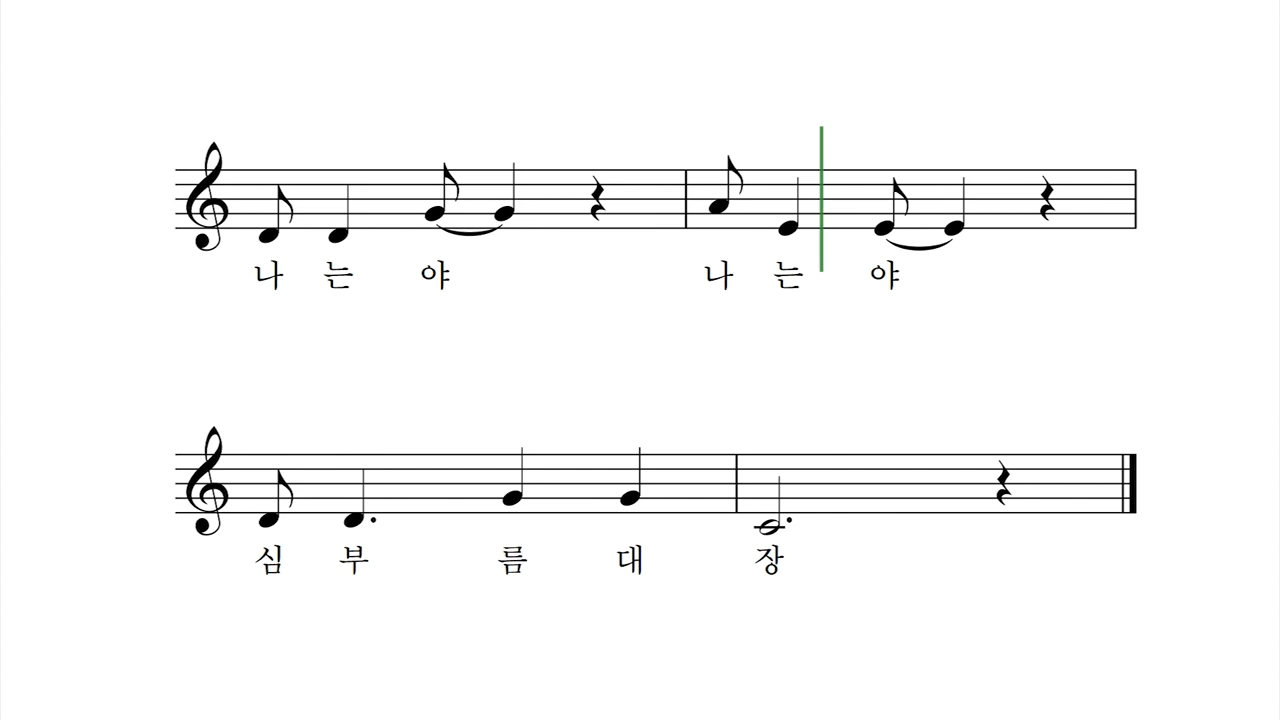 나 는 야 나 는 야
심 부 름 대 장